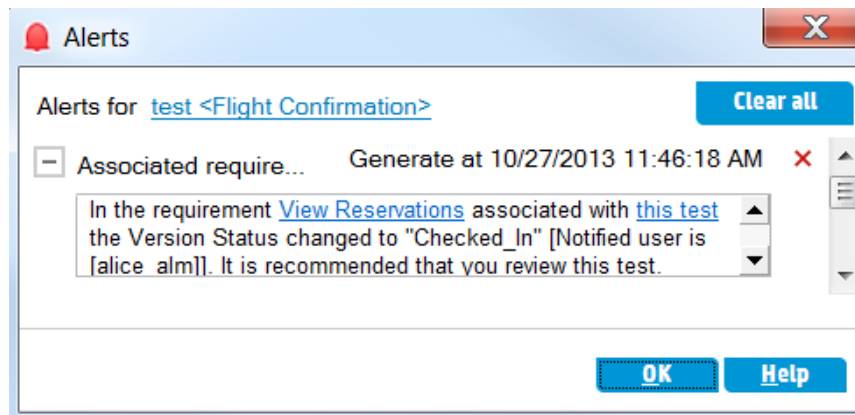 Alerts
Alerts for test <Flight Confirmation>
Clear all
Associated require... Generate at 10/27/2013 11:46:18 AM
In the requirement View Reservations associated with this test
the Version Status changed to "Checked_In" [Notified user is
[alice_alm]]. It is recommended that you review this test.
OK Help